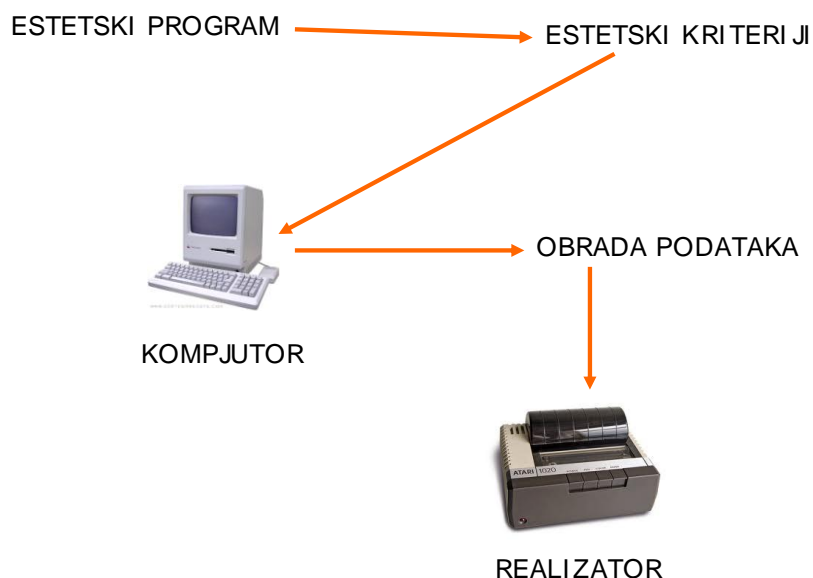 ESTETSKI PROGRAM
ESTETSKI KRITERIJI
OBRADA PODATAKA
KOMPJUTOR
ATARI 1020
REALIZATOR